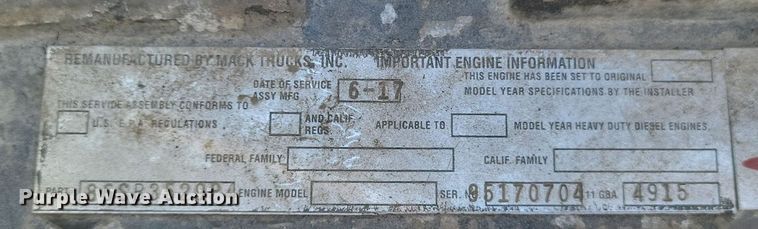 REMANUFACTURED BY MACK TRUCKS, INC. IMPORTANT ENGINE INFORMATION
DATE OF SERVICE ASSY MFG 6-17 THIS ENGINE HAS BEEN SET TO ORIGINAL
MODEL YEAR SPECIFICATIONS BY THE INSTALLER
THIS SERVICE ASSEMBLY CONFORMS TO
U.S. E.P.A. REGULATIONS AND CALIF. REGS. APPLICABLE TO MODEL YEAR HEAVY DUTY DIESEL ENGINES.
FEDERAL FAMILY CALIF. FAMILY
PART ENGINE MODEL SER. 5170704 11 GBA 4915
Purple Wave Auction